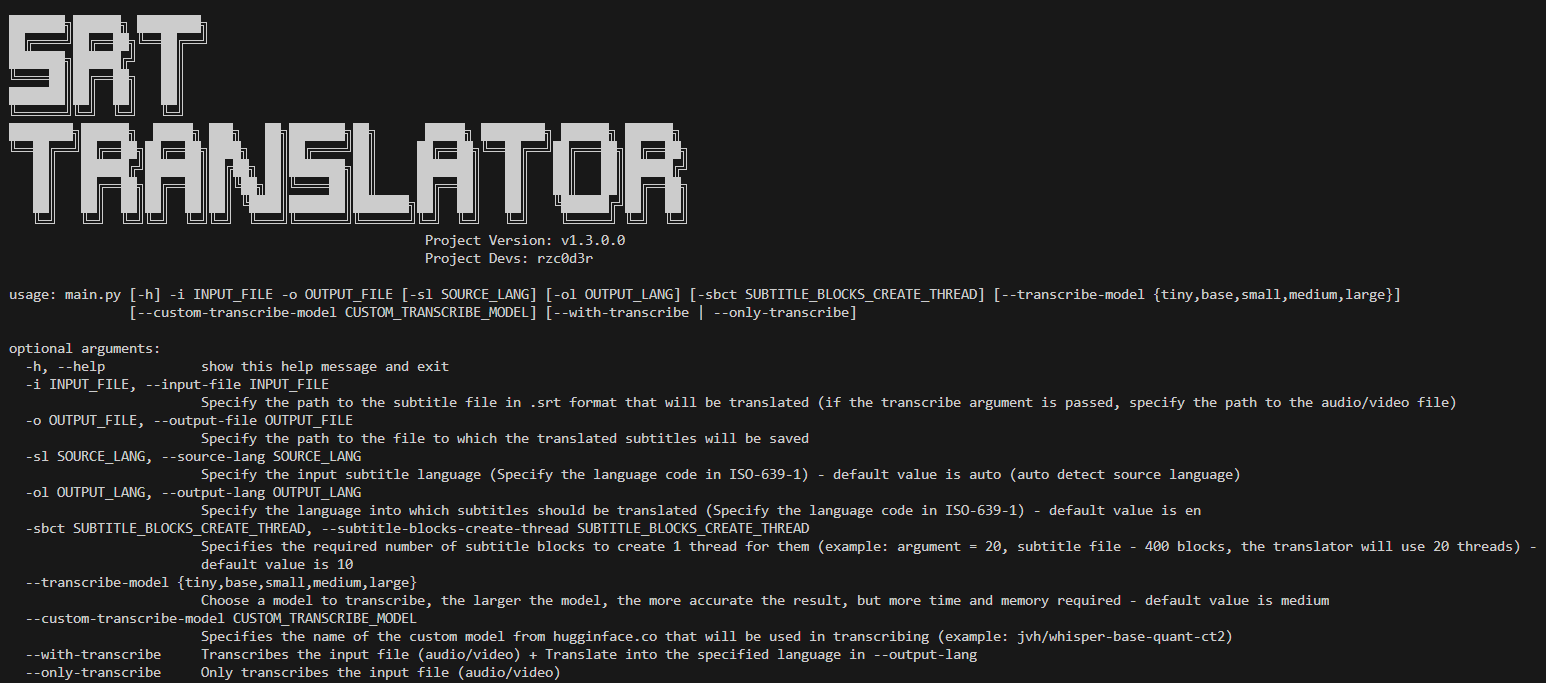 SRT
TRANSLATOR
Project Version: v1.3.0.0
Project Devs: rzc0d3r
usage: main.py [-h] -i INPUT_FILE -o OUTPUT_FILE [-sl SOURCE_LANG] [-ol OUTPUT_LANG] [-sbct SUBTITLE_BLOCKS_CREATE_THREAD] [--transcribe-model {tiny,base,small,medium,large}]
[--custom-transcribe-model CUSTOM_TRANSCRIBE_MODEL] [--with-transcribe | --only-transcribe]
optional arguments:
-h, --help show this help message and exit
-i INPUT_FILE, --input-file INPUT_FILE
Specify the path to the subtitle file in .srt format that will be translated (if the transcribe argument is passed, specify the path to the audio/video file)
-o OUTPUT_FILE, --output-file OUTPUT_FILE
Specify the path to the file to which the translated subtitles will be saved
-sl SOURCE_LANG, --source-lang SOURCE_LANG
Specify the input subtitle language (Specify the language code in ISO-639-1) - default value is auto (auto detect source language)
-ol OUTPUT_LANG, --output-lang OUTPUT_LANG
Specify the language into which subtitles should be translated (Specify the language code in ISO-639-1) - default value is en
-sbct SUBTITLE_BLOCKS_CREATE_THREAD, --subtitle-blocks-create-thread SUBTITLE_BLOCKS_CREATE_THREAD
Specifies the required number of subtitle blocks to create 1 thread for them (example: argument = 20, subtitle file - 400 blocks, the translator will use 20 threads) -
default value is 10
--transcribe-model {tiny,base,small,medium,large}
Choose a model to transcribe, the larger the model, the more accurate the result, but more time and memory required - default value is medium
--custom-transcribe-model CUSTOM_TRANSCRIBE_MODEL
Specifies the name of the custom model from hugginface.co that will be used in transcribing (example: jvh/whisper-base-quant-ct2)
--with-transcribe Transcribes the input file (audio/video) + Translate into the specified language in --output-lang
--only-transcribe Only transcribes the input file (audio/video)